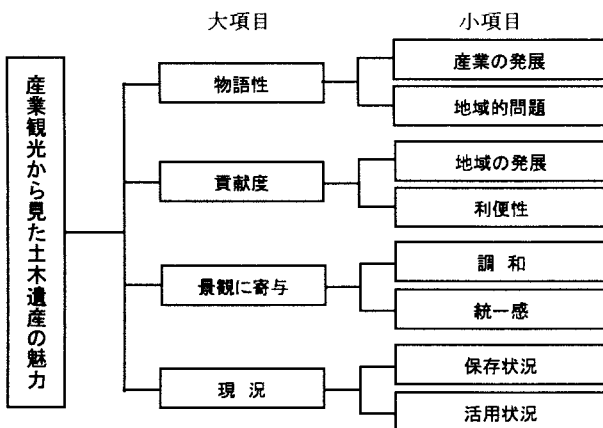 大項目
小項目
産業観光から見た土木遺産の魅力
物語性
産業の発展
地域的問題
貢献度
地域の発展
利便性
景観に寄与
調和
統一感
現況
保存状況
活用状況